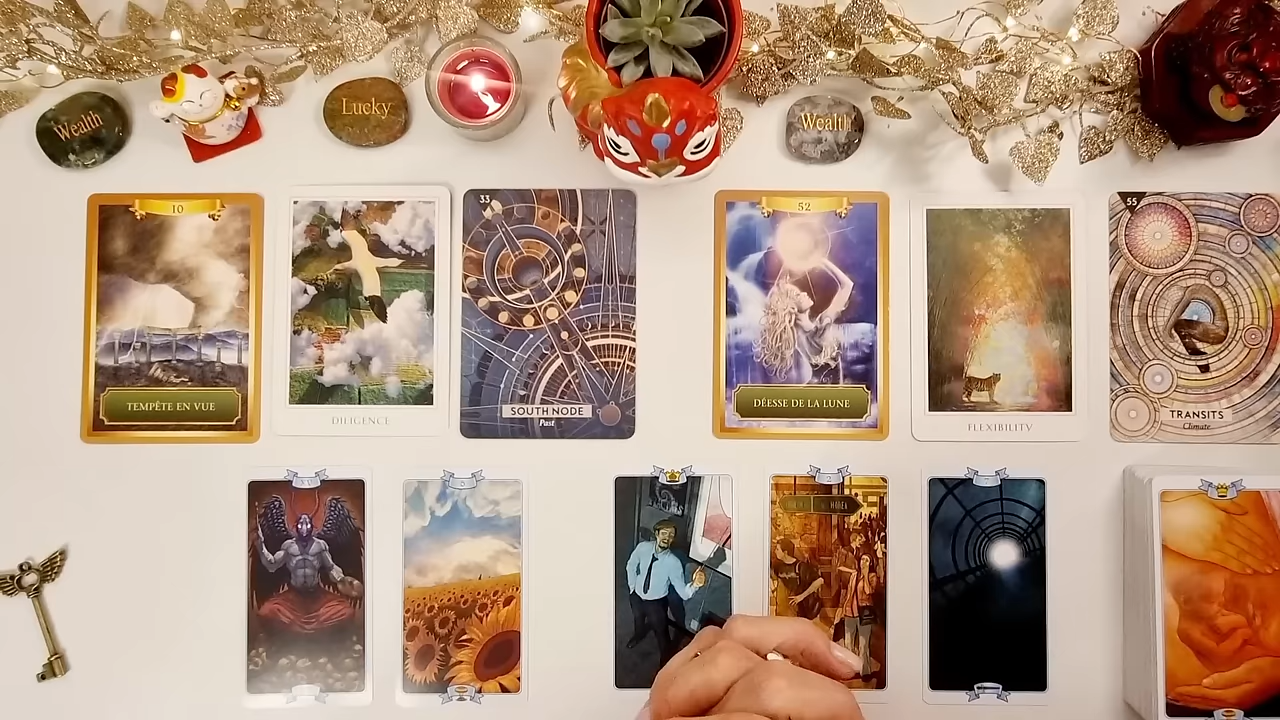 Wealth
Lucky
Wealth
10
TEMPÊTE EN VUE
DILIGENCE
33
SOUTH NODE
Past
52
DÉESSE DE LA LUNE
FLEXIBILITY
55
TRANSITS
Climate
XV